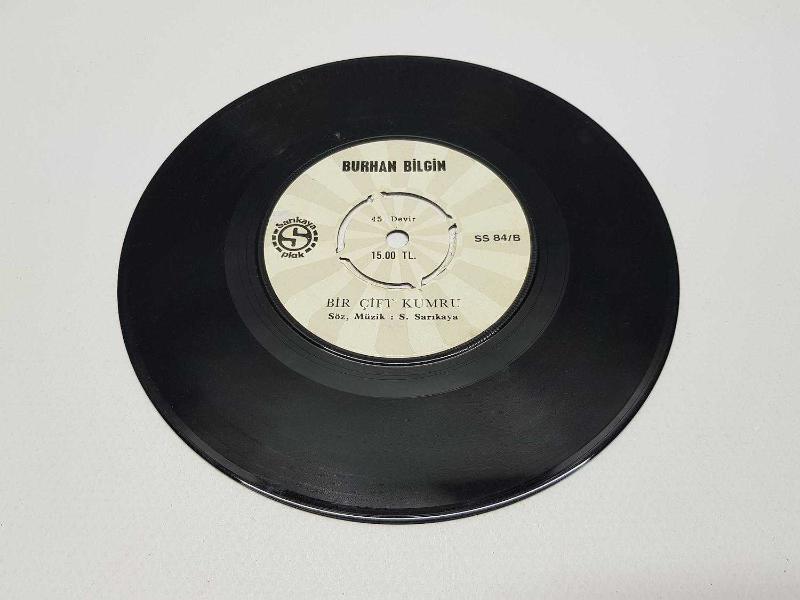 BURHAN BİLGİN
45 Devir
Sarıkaya
S
plak
SS 84/B
15.00 TL.
BİR ÇİFT KUMRU
Söz, Müzik : S. Sarıkaya